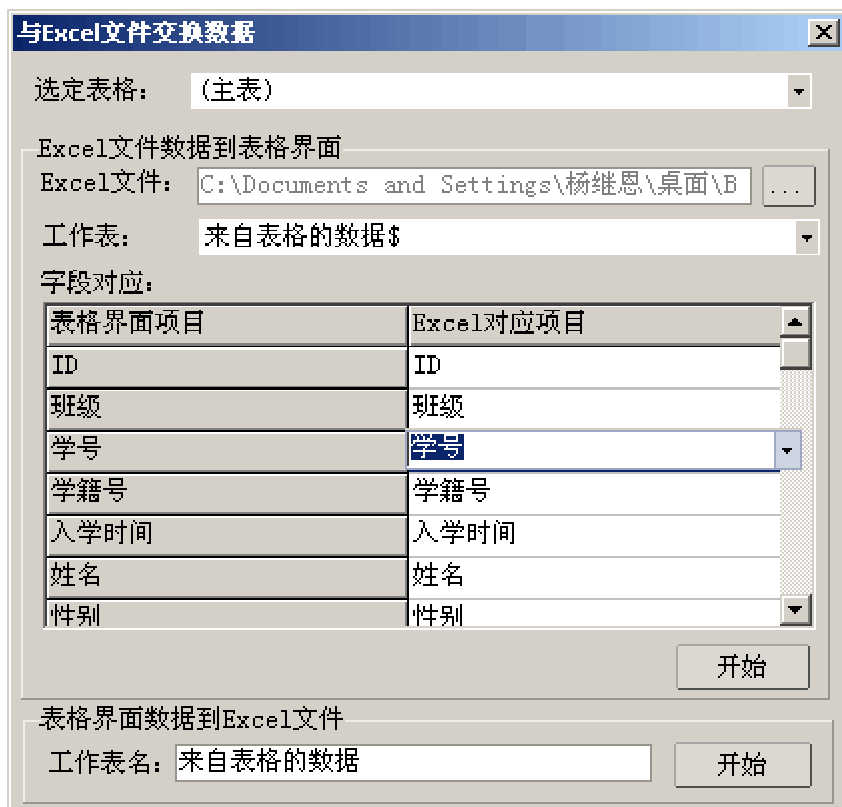 与Excel文件交换数据
选定表格： (主表)
Excel文件数据到表格界面
Excel文件： C:\Documents and Settings\杨继恩\桌面\B ...
工作表： 来自表格的数据$
字段对应：
表格界面项目 Excel对应项目
ID ID
班级 班级
学号 学号
学籍号 学籍号
入学时间 入学时间
姓名 姓名
性别 性别
开始
表格界面数据到Excel文件
工作表名： 来自表格的数据 开始